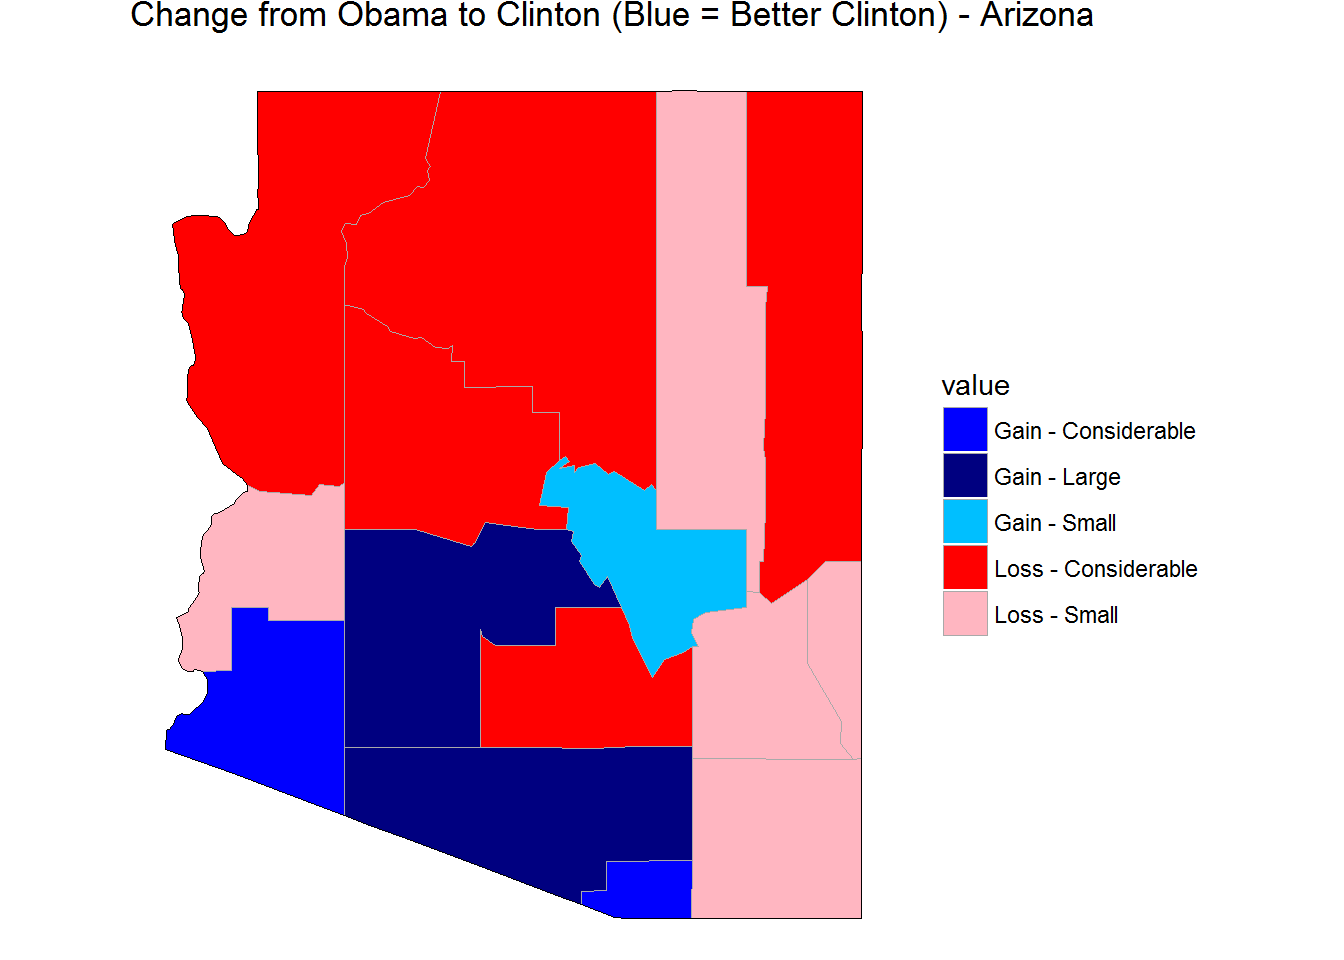 Change from Obama to Clinton (Blue = Better Clinton) - Arizona
value
Gain - Considerable
Gain - Large
Gain - Small
Loss - Considerable
Loss - Small